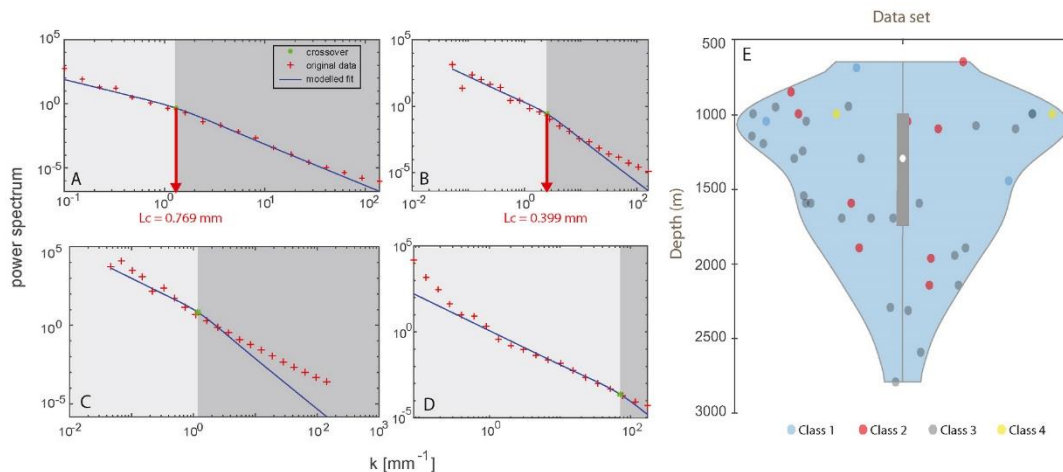 power spectrum
10^5
10^0
10^-5
A
10^-1
10^0
10^1
10^2
Lc = 0.769 mm
crossover
original data
modelled fit
10^5
10^0
10^-5
B
10^-2
10^0
10^2
Lc = 0.399 mm
10^5
10^0
10^-5
C
10^-2
10^0
10^2
10^3
10^5
10^0
10^-5
D
10^0
10^2
k [mm^-1]
Data set
E
Depth (m)
500
1000
1500
2000
2500
3000
Class 1
Class 2
Class 3
Class 4